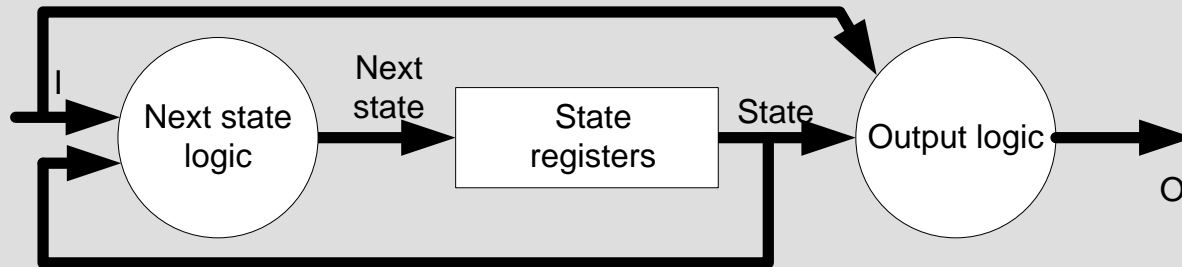 I
Next state
logic
Next
state
State
registers
State
Output logic
O